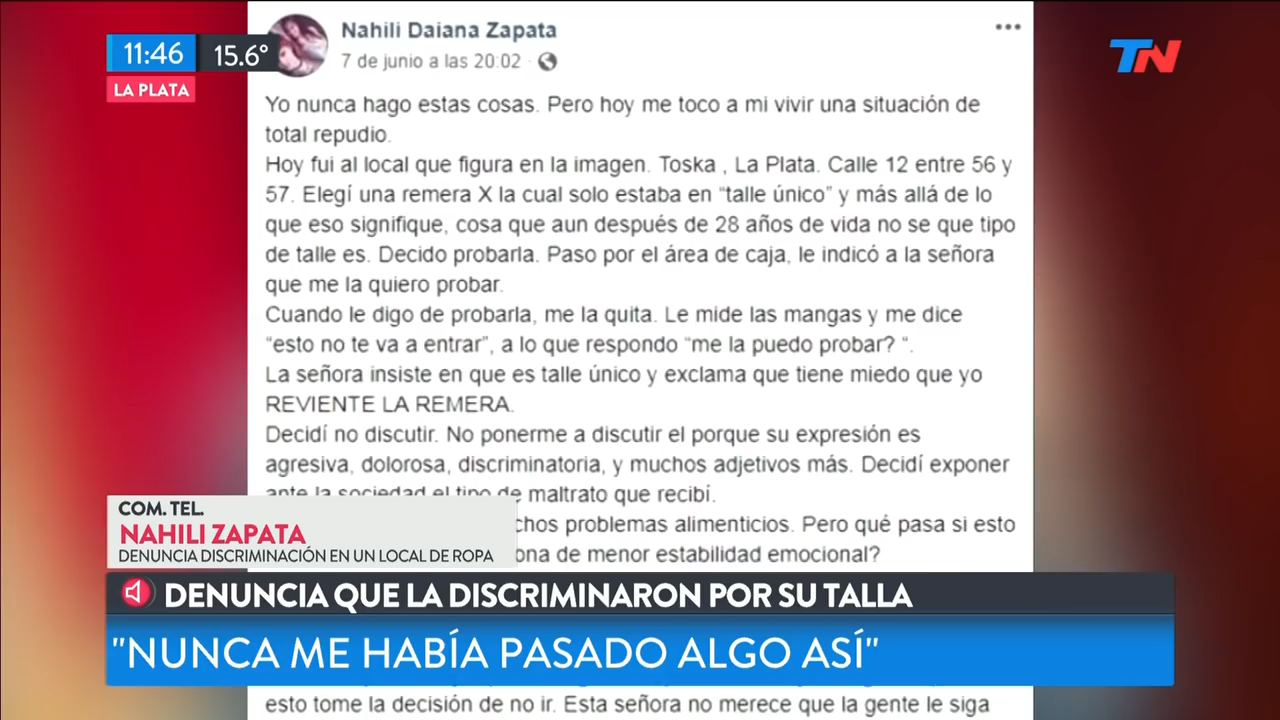 11:46
15.6°
LA PLATA
TN
Nahili Daiana Zapata
7 de junio a las 20:02
Yo nunca hago estas cosas. Pero hoy me toco a mi vivir una situación de
total repudio.
Hoy fui al local que figura en la imagen. Toska , La Plata. Calle 12 entre 56 y
57. Elegí una remera X la cual solo estaba en “talle único” y más allá de lo
que eso signifique, cosa que aun después de 28 años de vida no se que tipo
de talle es. Decido probarla. Paso por el área de caja, le indicó a la señora
que me la quiero probar.
Cuando le digo de probarla, me la quita. Le mide las mangas y me dice
“esto no te va a entrar”, a lo que respondo “me la puedo probar? “.
La señora insiste en que es talle único y exclama que tiene miedo que yo
REVIENTE LA REMERA.
Decidí no discutir. No ponerme a discutir el porque su expresión es
agresiva, dolorosa, discriminatoria, y muchos adjetivos más. Decidí exponer
ante la sociedad el tipo de maltrato que recibí.
chos problemas alimenticios. Pero qué pasa si esto
ona de menor estabilidad emocional?
COM. TEL.
NAHILI ZAPATA
DENUNCIA DISCRIMINACIÓN EN UN LOCAL DE ROPA
DENUNCIA QUE LA DISCRIMINARON POR SU TALLA
"NUNCA ME HABÍA PASADO ALGO ASÍ"
esto tome la decisión de no ir. Esta señora no merece que la gente le siga